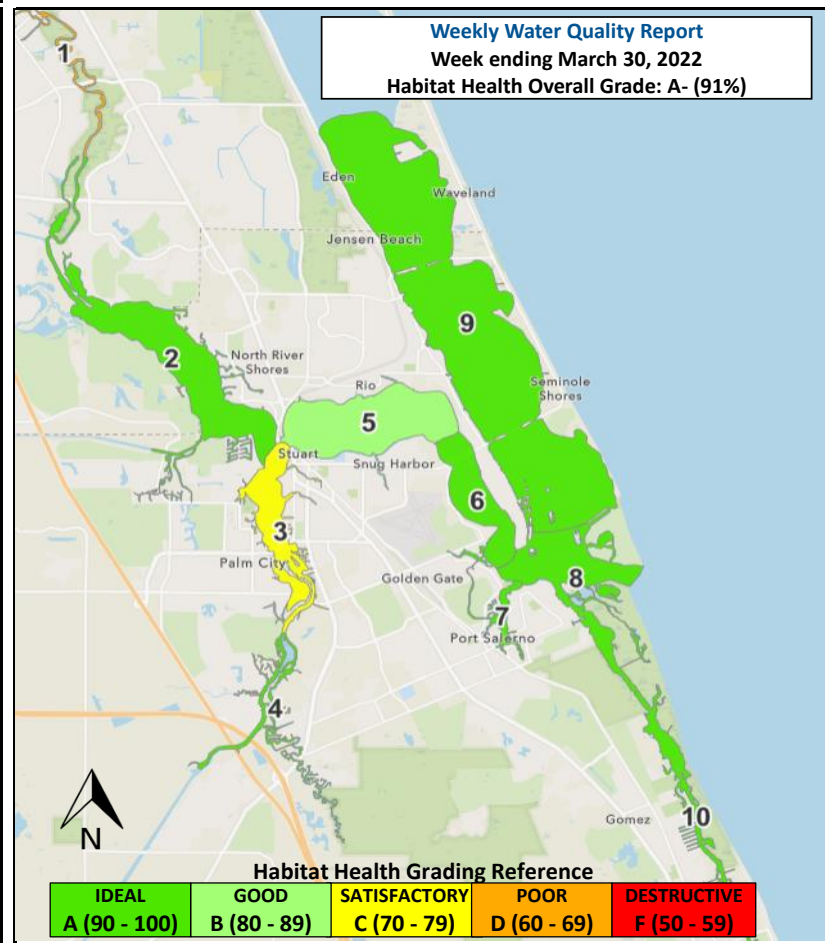 Weekly Water Quality Report
Week ending March 30, 2022
Habitat Health Overall Grade: A- (91%)
1
Eden
Waveland
Jensen Beach
9
2
North River
Shores
Rio
Seminole
Shores
5
Stuart
Snug Harbor
6
3
Palm City
Golden Gate
8
7
Port Salerno
4
N
Gomez
10
Habitat Health Grading Reference
IDEAL GOOD SATISFACTORY POOR DESTRUCTIVE
A (90 - 100) B (80 - 89) C (70 - 79) D (60 - 69) F (50 - 59)